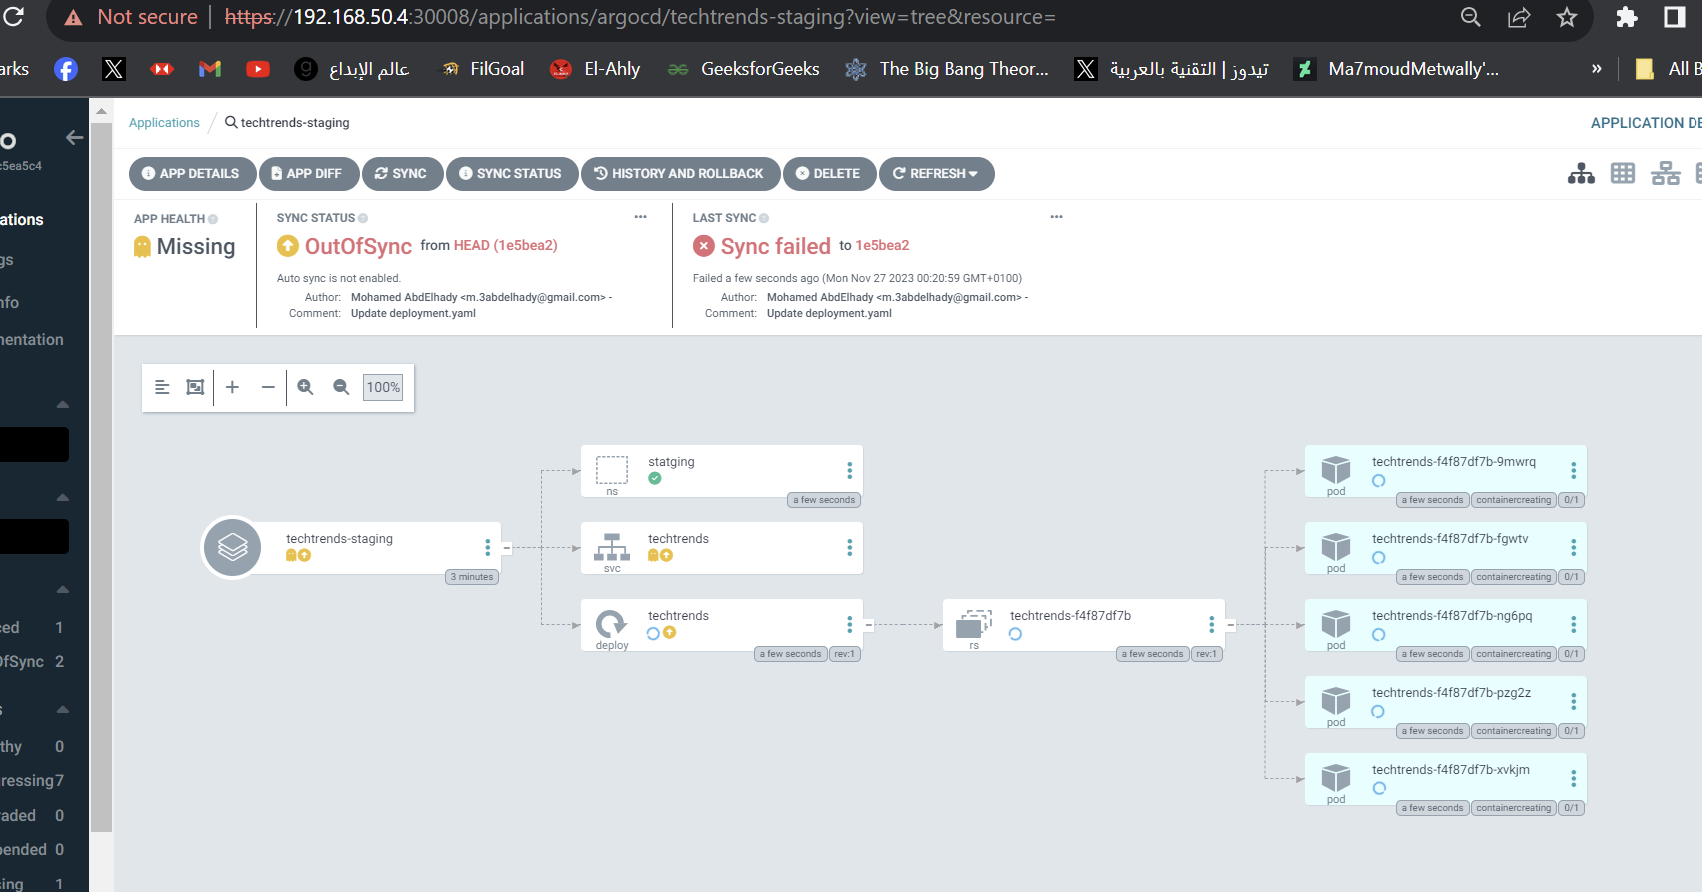 Not secure https://192.168.50.4:30008/applications/argocd/techtrends-staging?view=tree&resource=
arks عالم الإبداع FilGoal El-Ahly GeeksforGeeks The Big Bang Theor... تيدوز | التقنية بالعربية Ma7moudMetwally'... » All B
Applications / techtrends-staging
APPLICATION DE
c5ea5c4
APP DETAILS APP DIFF SYNC SYNC STATUS HISTORY AND ROLLBACK DELETE REFRESH
APP HEALTH
Missing
SYNC STATUS
OutOfSync from HEAD (1e5bea2)
Auto sync is not enabled.
Author: Mohamed AbdElhady <m.3abdelhady@gmail.com> -
Comment: Update deployment.yaml
LAST SYNC
Sync failed to 1e5bea2
Failed a few seconds ago (Mon Nov 27 2023 00:20:59 GMT+0100)
Author: Mohamed AbdElhady <m.3abdelhady@gmail.com> -
Comment: Update deployment.yaml
ations
gs
nfo
nentation
ced 1
OfSync 2
s
thy 0
ressing 7
raded 0
pended 0
sing 1
100%
techtrends-staging
3 minutes
statging
ns
a few seconds
techtrends
svc
techtrends
deploy
a few seconds rev:1
techtrends-f4f87df7b
rs
a few seconds rev:1
techtrends-f4f87df7b-9mwrq
pod
a few seconds containercreating 0/1
techtrends-f4f87df7b-fgwtv
pod
a few seconds containercreating 0/1
techtrends-f4f87df7b-ng6pq
pod
a few seconds containercreating 0/1
techtrends-f4f87df7b-pzg2z
pod
a few seconds containercreating 0/1
techtrends-f4f87df7b-xvkjm
pod
a few seconds containercreating 0/1